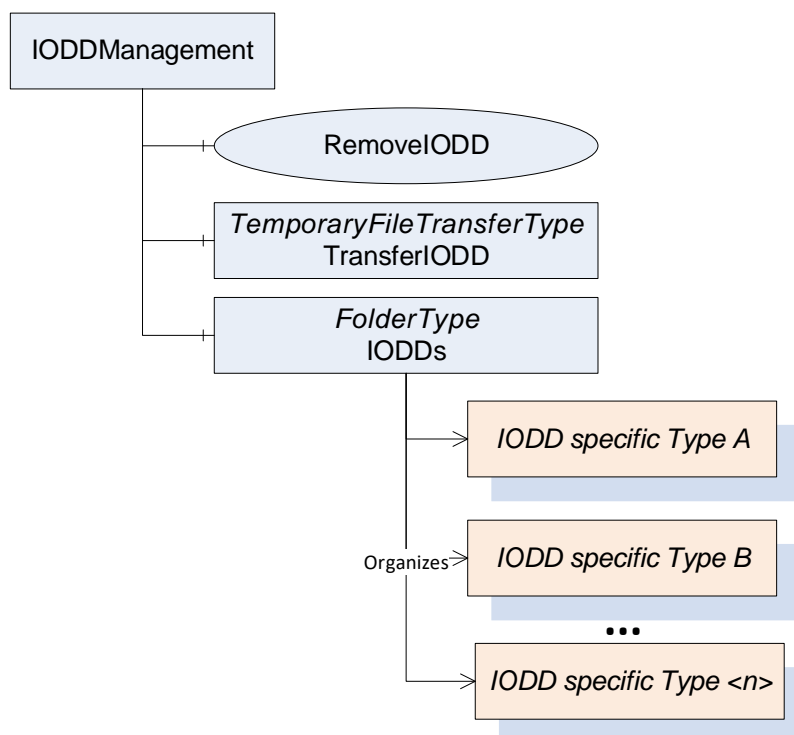 IODDManagement
RemoveIODD
TemporaryFileTransferType
TransferIODD
FolderType
IODDs
IODD specific Type A
Organizes
IODD specific Type B
...
IODD specific Type <n>